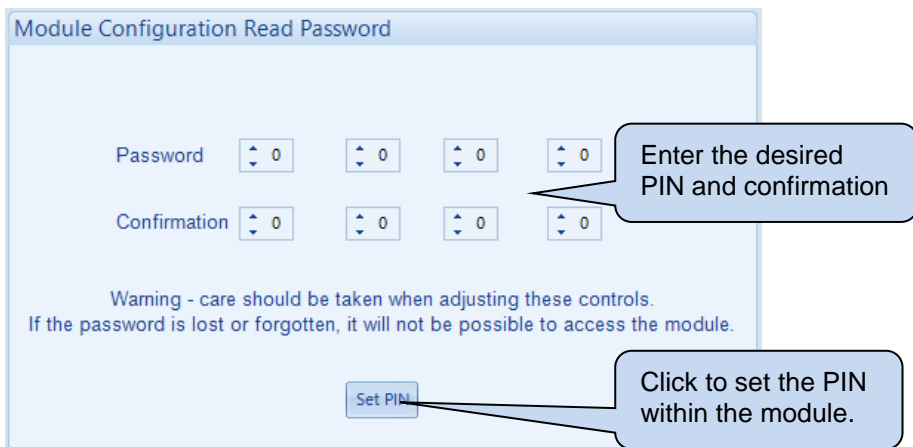 Module Configuration Read Password
Password 0 0 0 0
Enter the desired
PIN and confirmation
Confirmation 0 0 0 0
Warning - care should be taken when adjusting these controls.
If the password is lost or forgotten, it will not be possible to access the module.
Set PIN
Click to set the PIN
within the module.